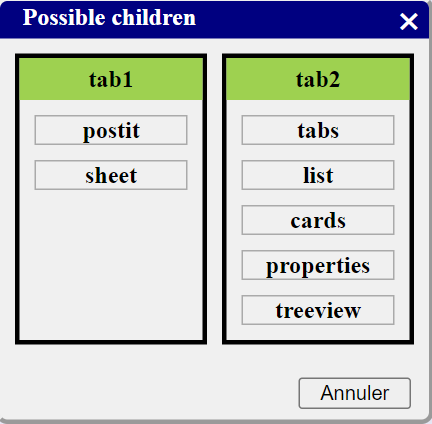 Possible children
tab1
postit
sheet
tab2
tabs
list
cards
properties
treeview
Annuler